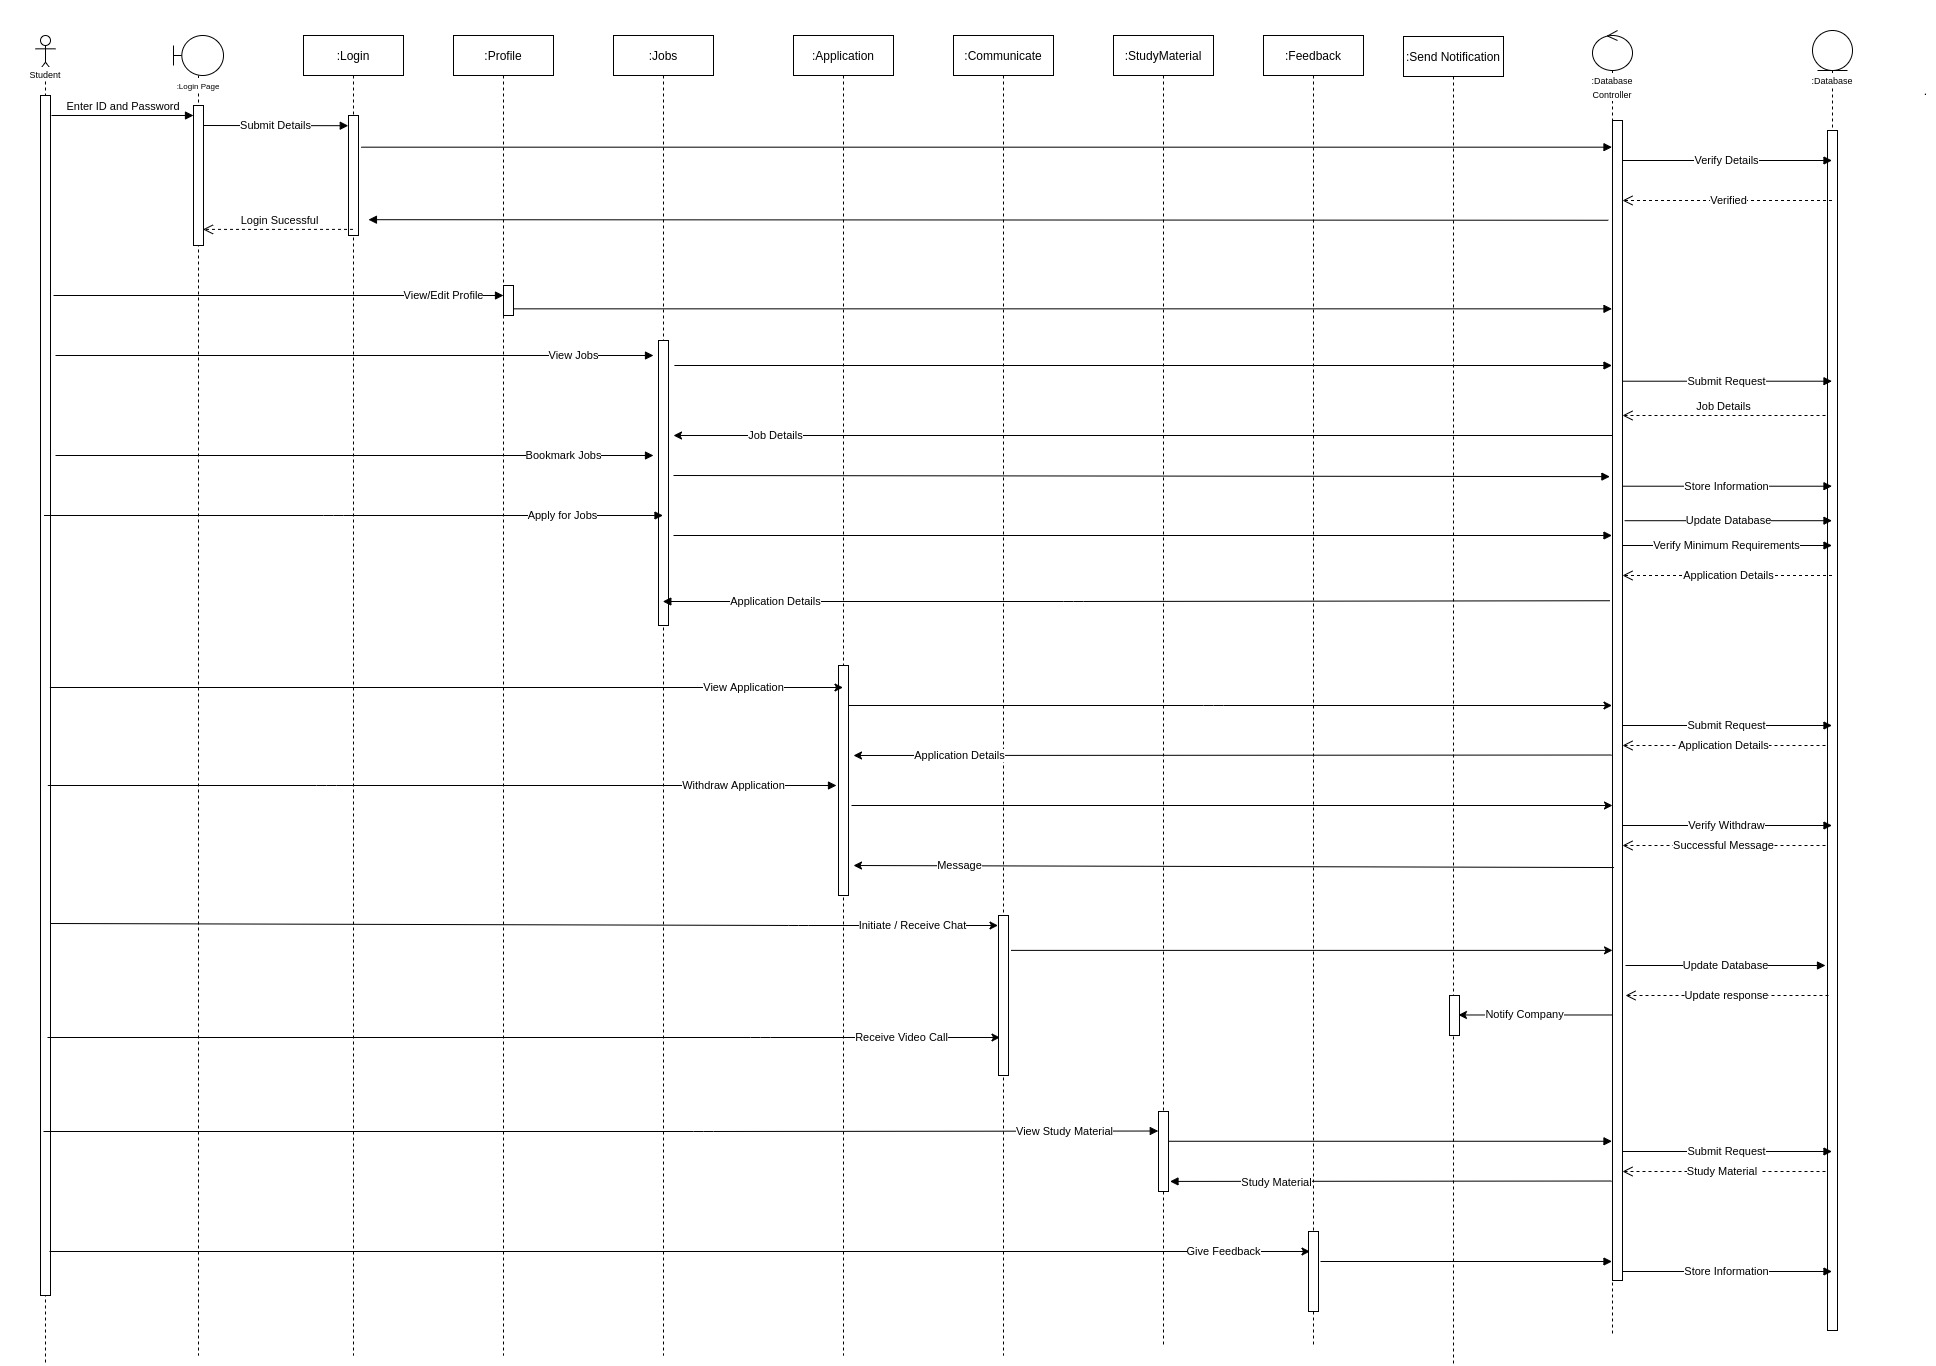 :Login
:Profile
:Jobs
:Application
:Communicate
:StudyMaterial
:Feedback
:Send Notification
Student
:Login Page
:Database
Controller
:Database
.
Enter ID and Password
Submit Details
Verify Details
Verified
Login Sucessful
View/Edit Profile
View Jobs
Submit Request
Job Details
Job Details
Bookmark Jobs
Store Information
Apply for Jobs
Update Database
Verify Minimum Requirements
Application Details
Application Details
View Application
Submit Request
Application Details
Application Details
Withdraw Application
Verify Withdraw
Successful Message
Message
Initiate / Receive Chat
Update Database
Update response
Notify Company
Receive Video Call
View Study Material
Submit Request
Study Material
Study Material
Give Feedback
Store Information